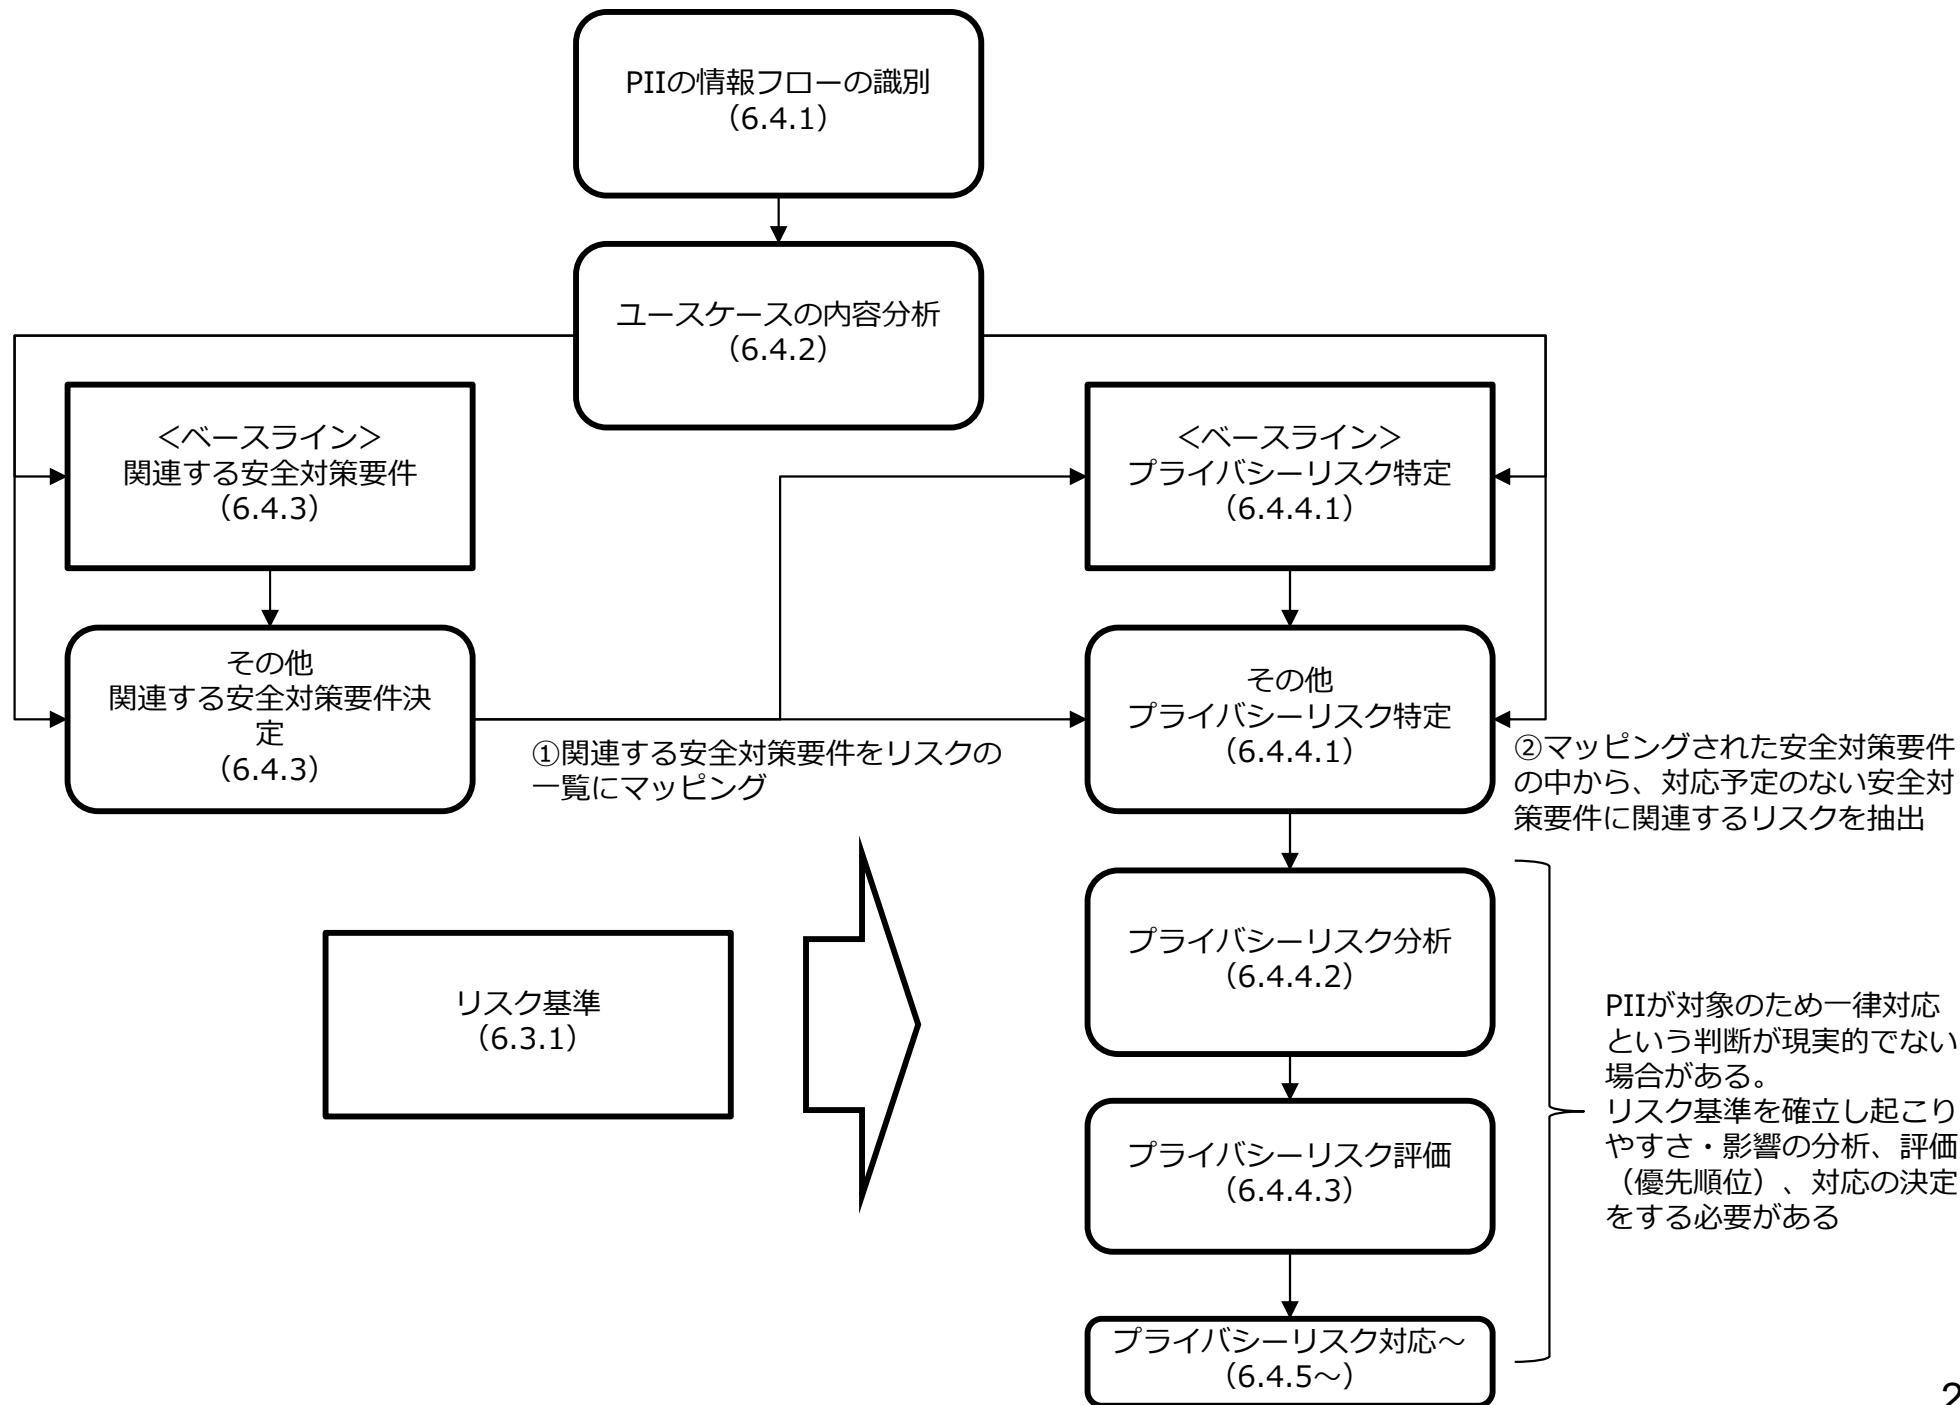 PIIの情報フローの識別
（6.4.1）
ユースケースの内容分析
（6.4.2）
＜ベースライン＞
関連する安全対策要件
（6.4.3）
＜ベースライン＞
プライバシーリスク特定
（6.4.4.1）
その他
関連する安全対策要件決
定
（6.4.3）
その他
プライバシーリスク特定
（6.4.4.1）
①関連する安全対策要件をリスクの
一覧にマッピング
②マッピングされた安全対策要件
の中から、対応予定のない安全対
策要件に関連するリスクを抽出
リスク基準
（6.3.1）
プライバシーリスク分析
（6.4.4.2）
プライバシーリスク評価
（6.4.4.3）
PIIが対象のため一律対応
という判断が現実的でない
場合がある。
リスク基準を確立し起こり
やすさ・影響の分析、評価
（優先順位）、対応の決定
をする必要がある
プライバシーリスク対応～
（6.4.5～）
2